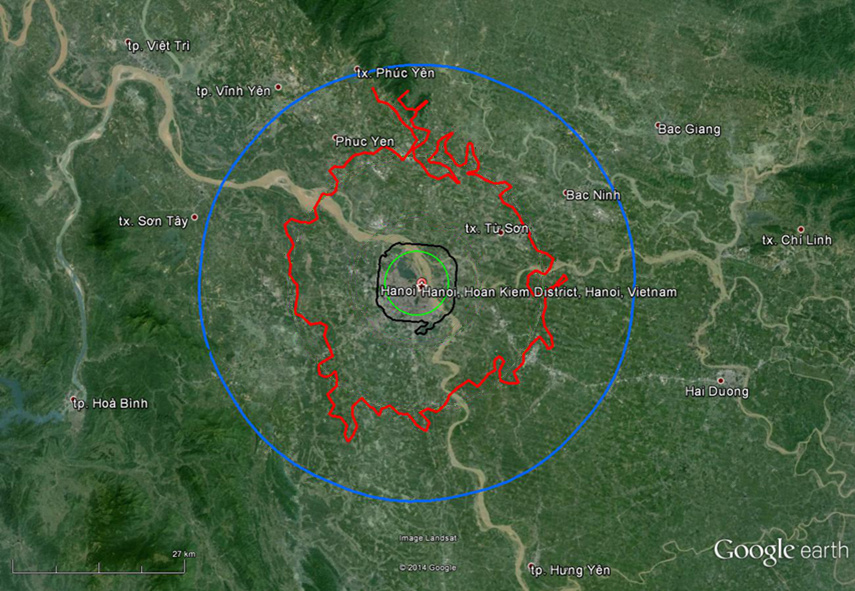 tp. Việt Trì
tx. Phúc Yên
tp. Vĩnh Yên
Bac Giang
Phuc Yen
Bac Ninh
tx. Sơn Tây
tx. Từ Sơn
tx. Chí Linh
Hanoi
Hanoi, Hoan Kiem District, Hanoi, Vietnam
Hai Duong
tp. Hoà Bình
Image Landsat
27 km
Google earth
© 2014 Google
tp. Hưng Yên